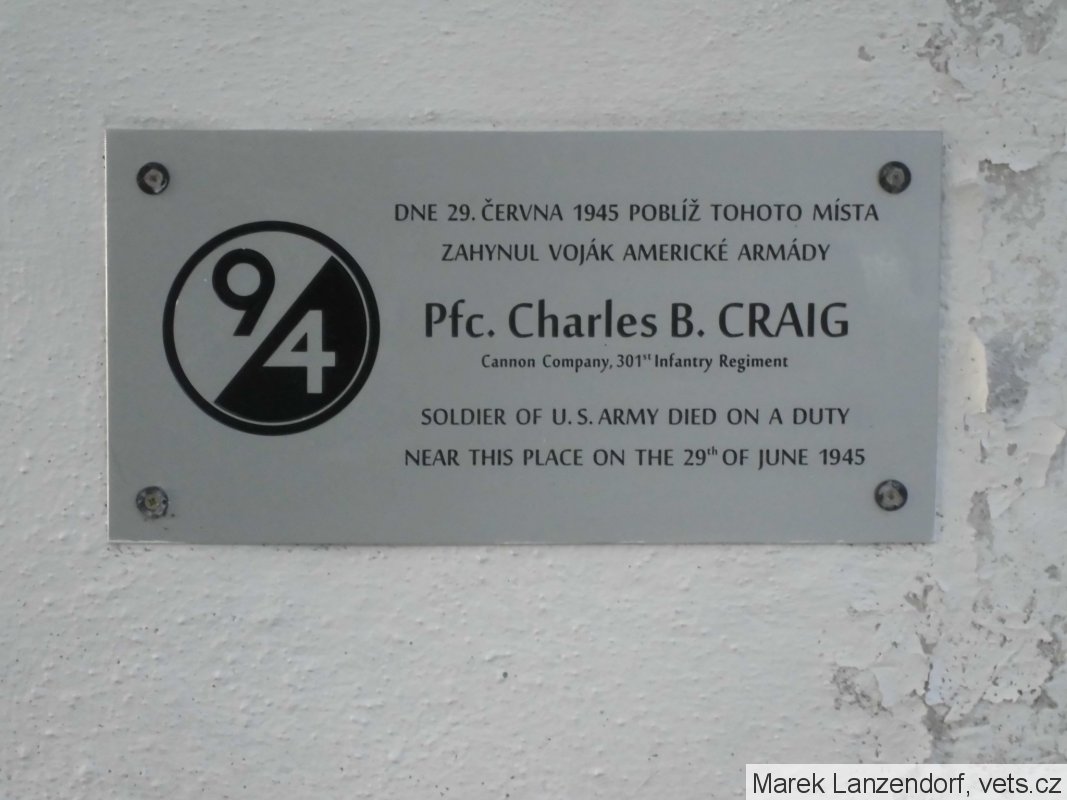 9/4
DNE 29. ČERVNA 1945 POBLÍŽ TOHOTO MÍSTA
ZAHYNUL VOJÁK AMERICKÉ ARMÁDY
Pfc. Charles B. CRAIG
Cannon Company, 301st Infantry Regiment
SOLDIER OF U. S. ARMY DIED ON A DUTY
NEAR THIS PLACE ON THE 29th OF JUNE 1945
Marek Lanzendorf, vets.cz